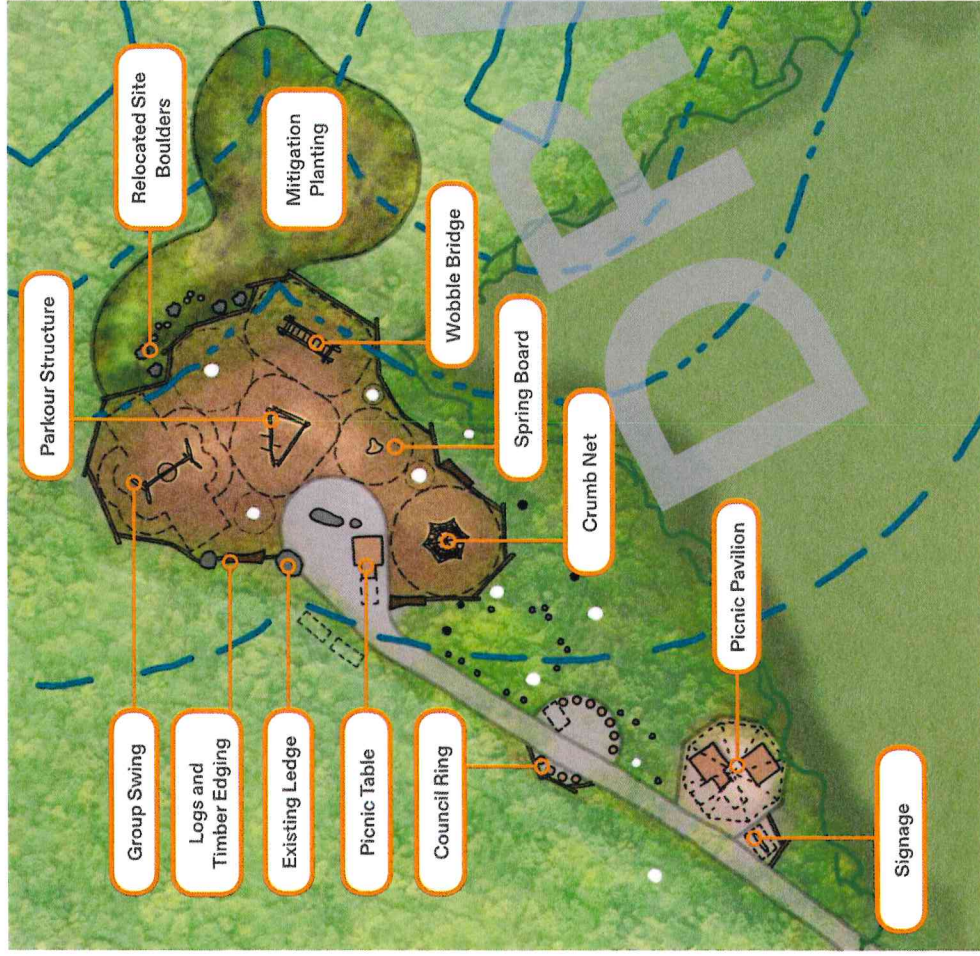 Parkour Structure
Relocated Site
Boulders
Group Swing
Logs and
Timber Edging
Existing Ledge
Picnic Table
Council Ring
Mitigation
Planting
Wobble Bridge
Spring Board
Crumb Net
Picnic Pavilion
Signage
DR